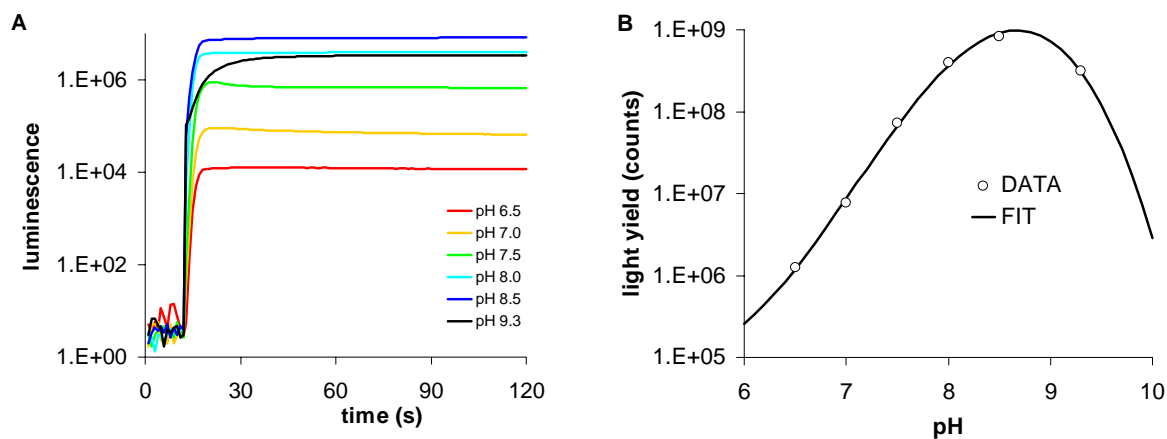 A
luminescence
1.E+06
1.E+04
1.E+02
1.E+00
0
30
60
90
120
time (s)
pH 6.5
pH 7.0
pH 7.5
pH 8.0
pH 8.5
pH 9.3
B
light yield (counts)
1.E+09
1.E+08
1.E+07
1.E+06
1.E+05
6
7
8
9
10
pH
DATA
FIT